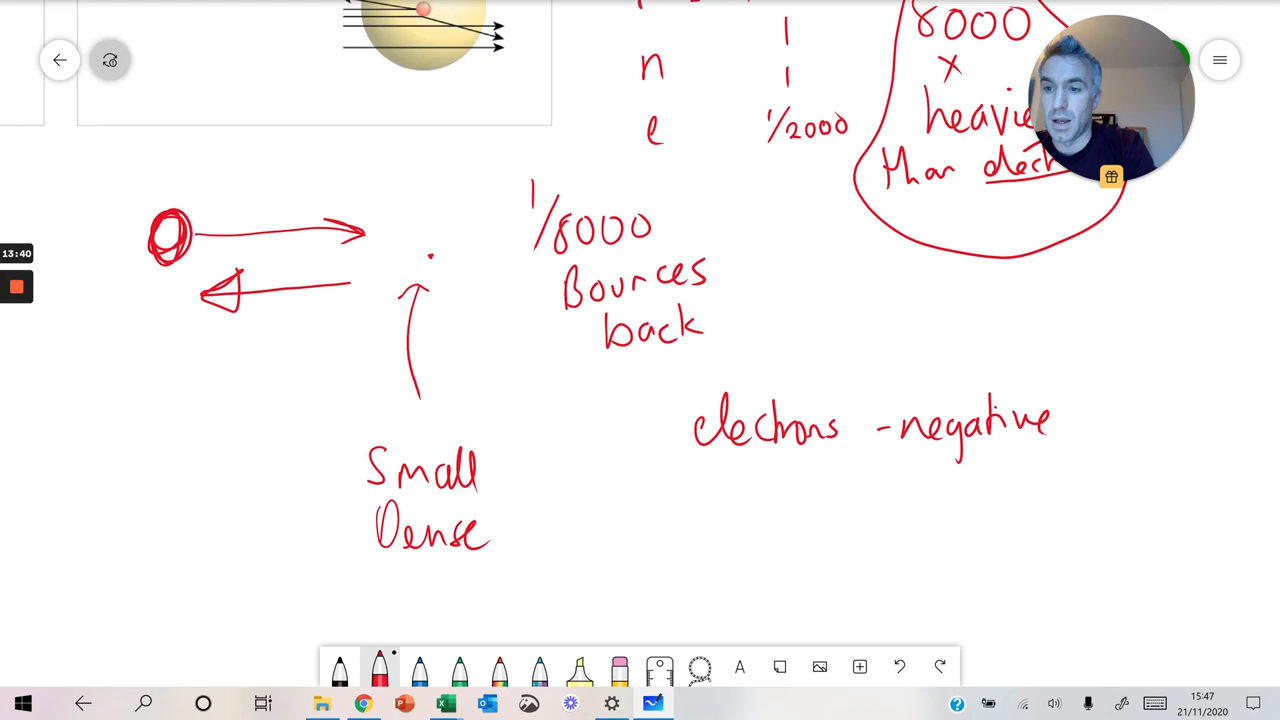 8000
1
n 1
x
e 1/2000
heavie
than
13:40
1/8000
Bounces
back
electrons - negative
Small
Dense
A
15:47
21/11/2020